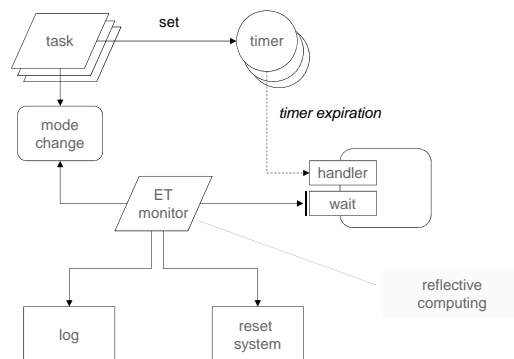 set
task
timer
timer expiration
mode
change
handler
wait
ET
monitor
reflective
computing
log
reset
system